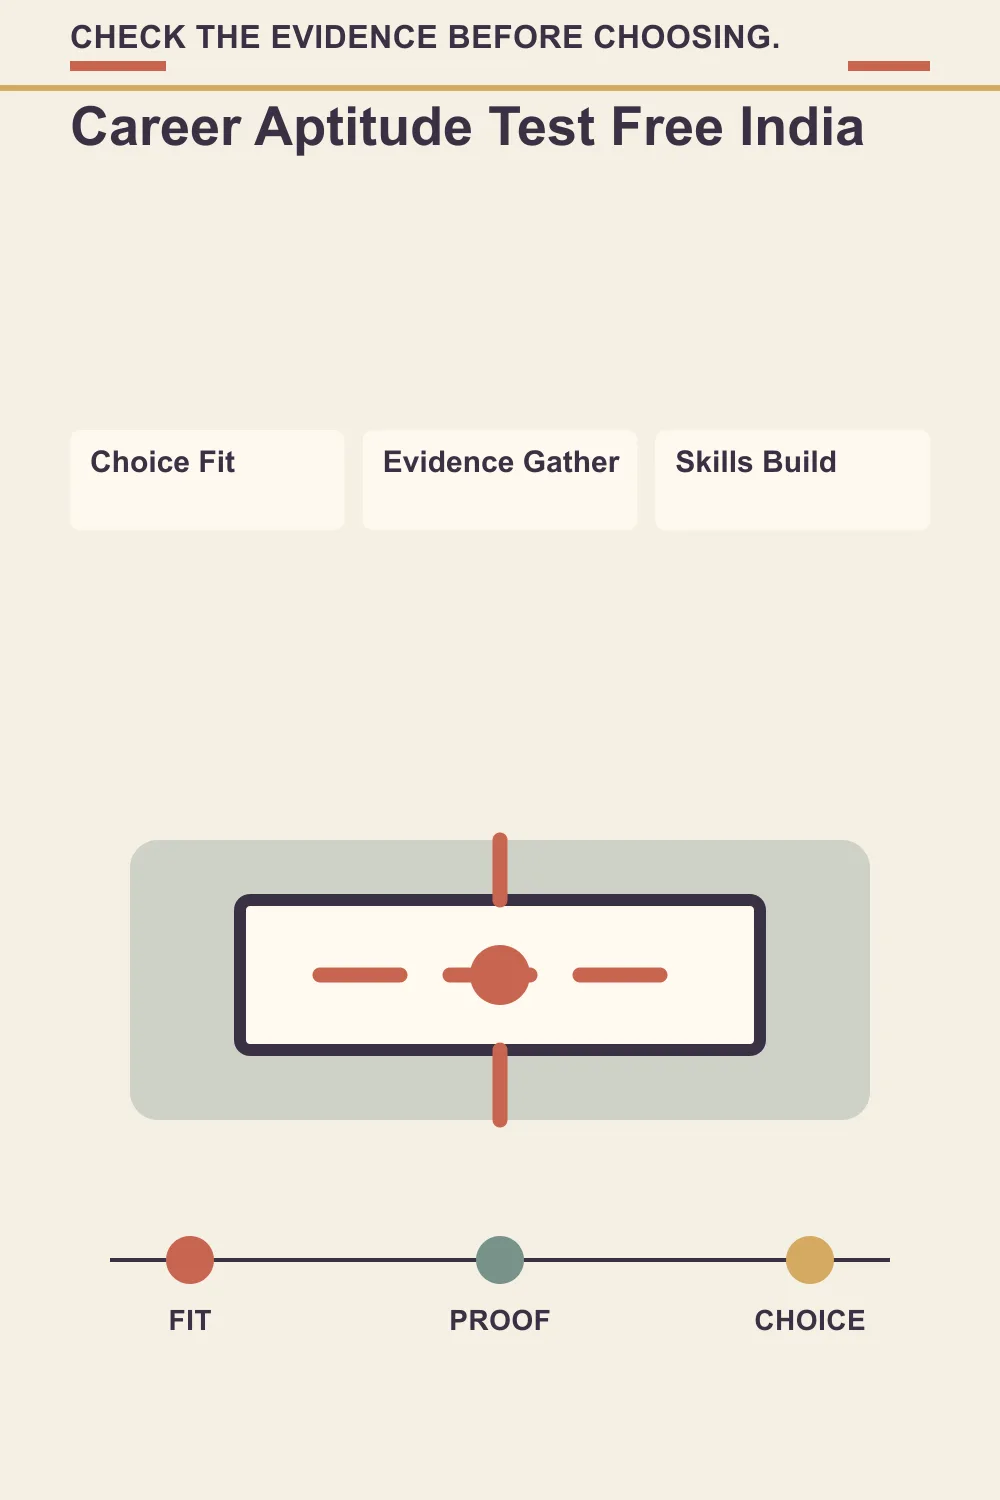 CHECK THE EVIDENCE BEFORE CHOOSING.
Career Aptitude Test Free India
Choice Fit
Evidence Gather
Skills Build
FIT
PROOF
CHOICE